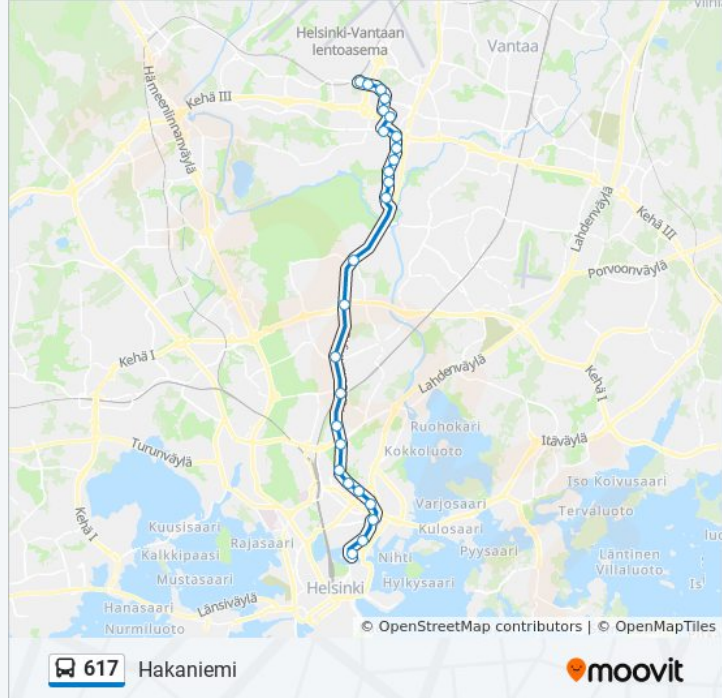 Helsinki-Vantaan
lentoasema
Vantaa
Hämeenlinnanväylä
Kehä III
Lahdenväylä
Kehä III
Porvoonväylä
Kehä I
Lahdenväylä
Kehä I
Ruohokari
Turunväylä
Kokkoluoto
Itäväylä
Iso Koivusaari
Varjosaari
Tervaluoto
Kehä I
Kuusisaari
Kulosaari
Rajasaari
Kalkkipaasi
Nihti
Pyysaari
Läntinen
Villaluoto
Mustasaari
Hylkysaari
Helsinki
Is
Hanasaari
Länsiväylä
Nurmiluoto
© OpenStreetMap contributors | © OpenMapTiles
617 Hakaniemi
moovit